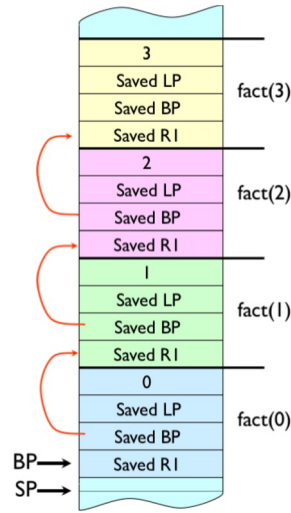 3
Saved LP
fact(3)
Saved BP
Saved R1
2
Saved LP
fact(2)
Saved BP
Saved R1
1
Saved LP
fact(1)
Saved BP
Saved R1
0
Saved LP
fact(0)
Saved BP
BP Saved R1
SP